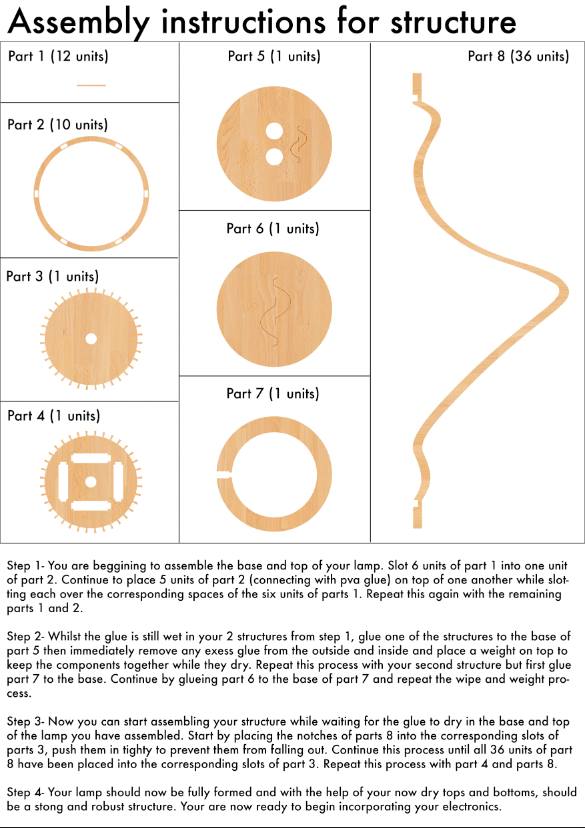 Assembly instructions for structure
Part 1 (12 units)
Part 2 (10 units)
Part 3 (1 units)
Part 4 (1 units)
Part 5 (1 units)
Part 6 (1 units)
Part 7 (1 units)
Part 8 (36 units)
Step 1- You are beggining to assemble the base and top of your lamp. Slot 6 units of part 1 into one unit
of part 2. Continue to place 5 units of part 2 (connecting with pva glue) on top of one another while slot-
ting each over the corresponding spaces of the six units of parts 1. Repeat this again with the remaining
parts 1 and 2.
Step 2- Whilst the glue is still wet in your 2 structures from step 1, glue one of the structures to the base of
part 5 then immediately remove any exess glue from the outside and inside and place a weight on top to
keep the components together while they dry. Repeat this process with your second structure but first glue
part 7 to the base. Continue by glueing part 6 to the base of part 7 and repeat the wipe and weight pro-
cess.
Step 3- Now you can start assembling your structure while waiting for the glue to dry in the base and top
of the lamp you have assembled. Start by placing the notches of parts 8 into the corresponding slots of
parts 3, push them in tighty to prevent them from falling out. Continue this process until all 36 units of part
8 have been placed into the corresponding slots of part 3. Repeat this process with part 4 and parts 8.
Step 4- Your lamp should now be fully formed and with the help of your now dry tops and bottoms, should
be a stong and robust structure. Your are now ready to begin incorporating your electronics.